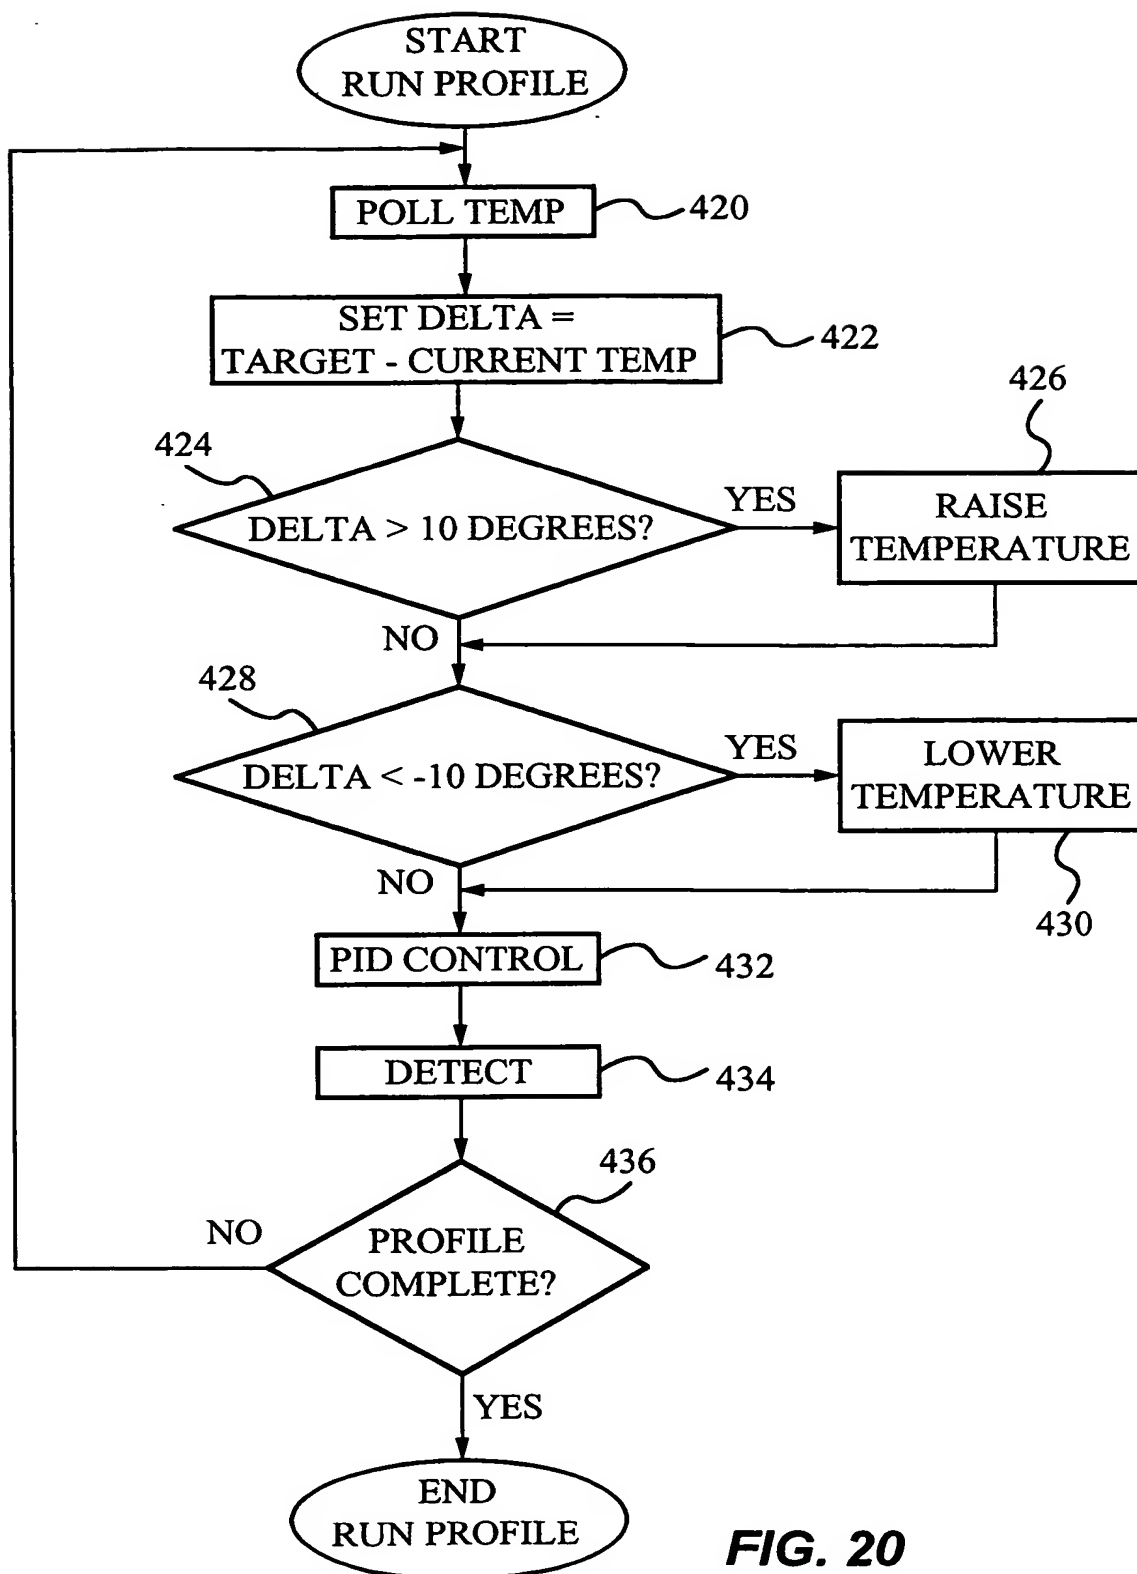 START
RUN PROFILE
POLL TEMP
420
SET DELTA =
TARGET - CURRENT TEMP
422
424
DELTA > 10 DEGREES?
YES
426
RAISE
TEMPERATURE
NO
428
DELTA < -10 DEGREES?
YES
LOWER
TEMPERATURE
430
NO
PID CONTROL
432
DETECT
434
436
PROFILE
COMPLETE?
NO
YES
END
RUN PROFILE
FIG. 20